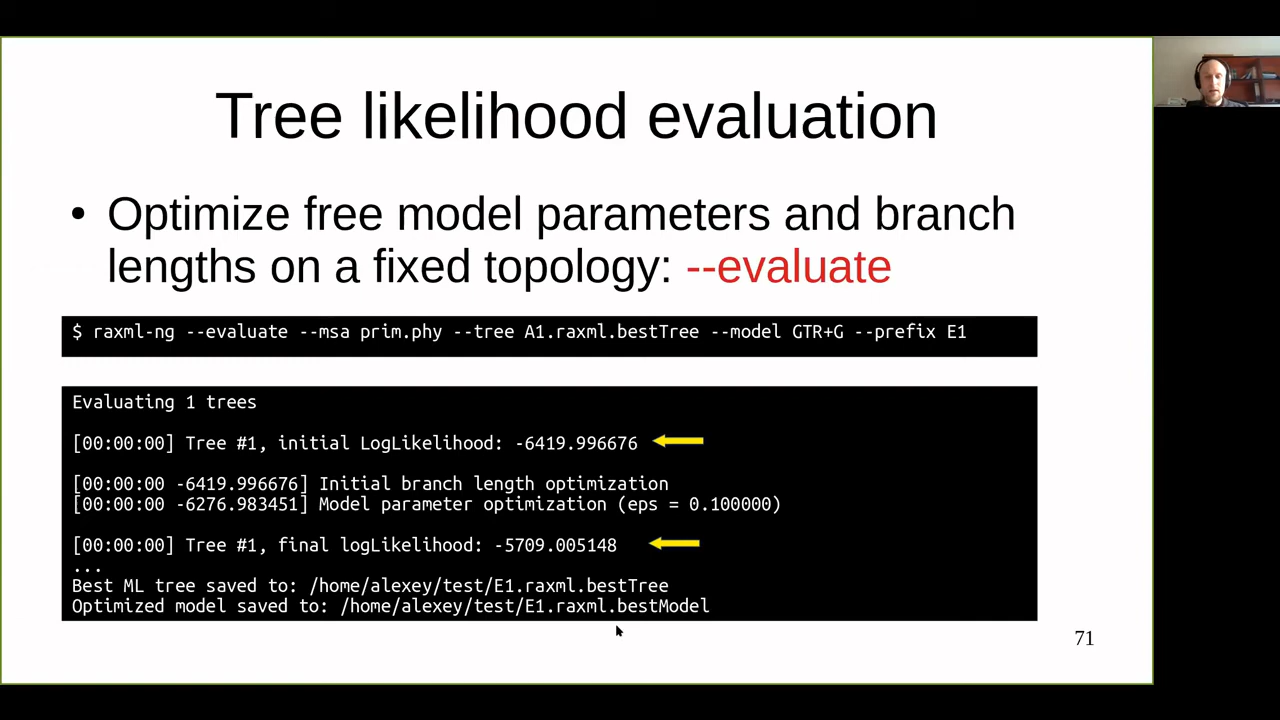 Tree likelihood evaluation
• Optimize free model parameters and branch
lengths on a fixed topology: --evaluate
$ raxml-ng --evaluate --msa prim.phy --tree A1.raxml.bestTree --model GTR+G --prefix E1
Evaluating 1 trees
[00:00:00] Tree #1, initial LogLikelihood: -6419.996676
[00:00:00 -6419.996676] Initial branch length optimization
[00:00:00 -6276.983451] Model parameter optimization (eps = 0.100000)
[00:00:00] Tree #1, final logLikelihood: -5709.005148
...
Best ML tree saved to: /home/alexey/test/E1.raxml.bestTree
Optimized model saved to: /home/alexey/test/E1.raxml.bestModel
71